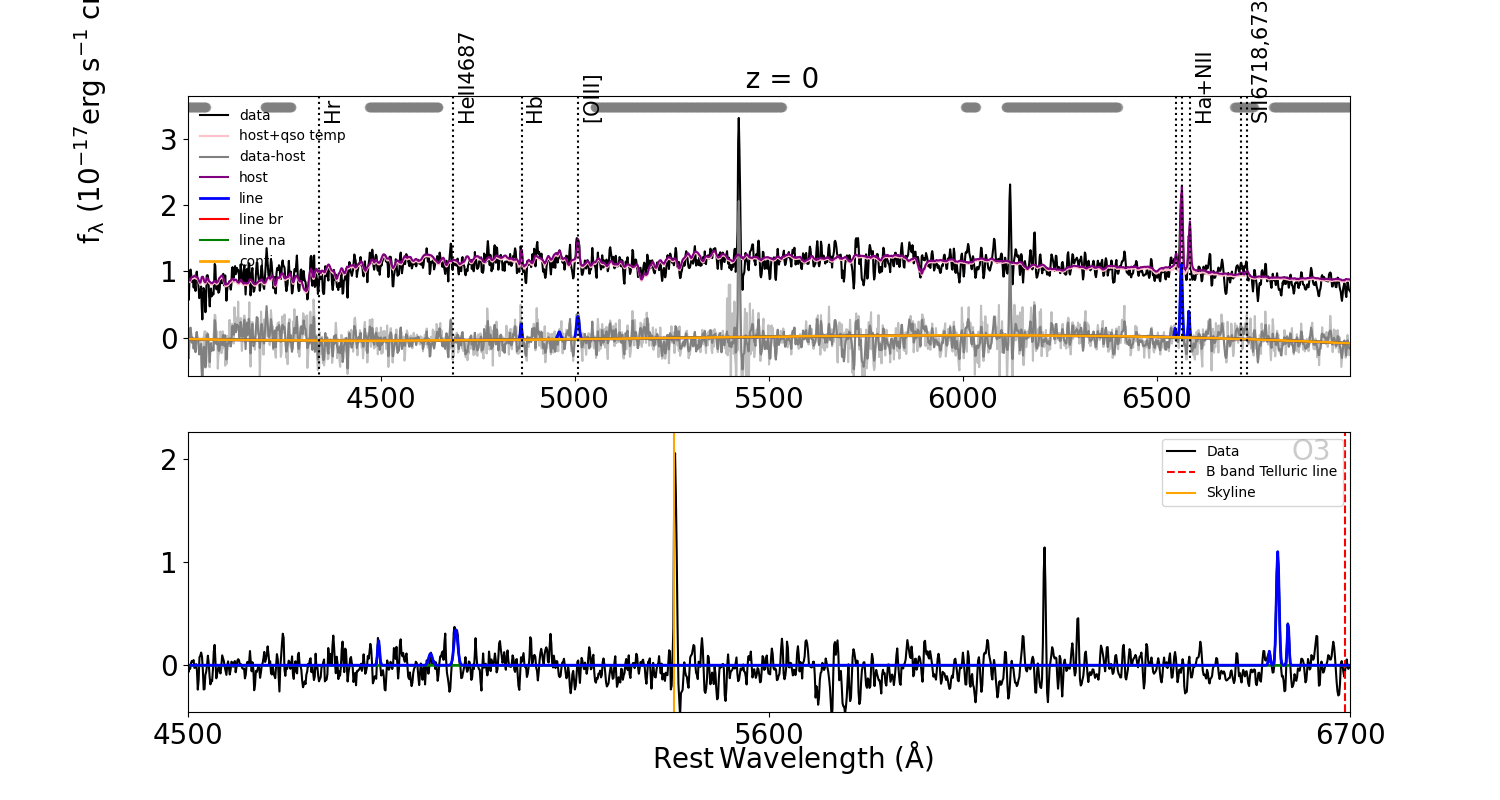 z = 0
fλ (10⁻¹⁷erg s⁻¹ c
Hr
HeII4687
Hb
[OIII]
Ha+NII
SII6718,673
data
host+qso temp
data-host
host
line
line br
line na
conti
3
2
1
0
4500
5000
5500
6000
6500
O3
Data
B band Telluric line
Skyline
2
1
0
4500
5600
6700
Rest Wavelength (Å)